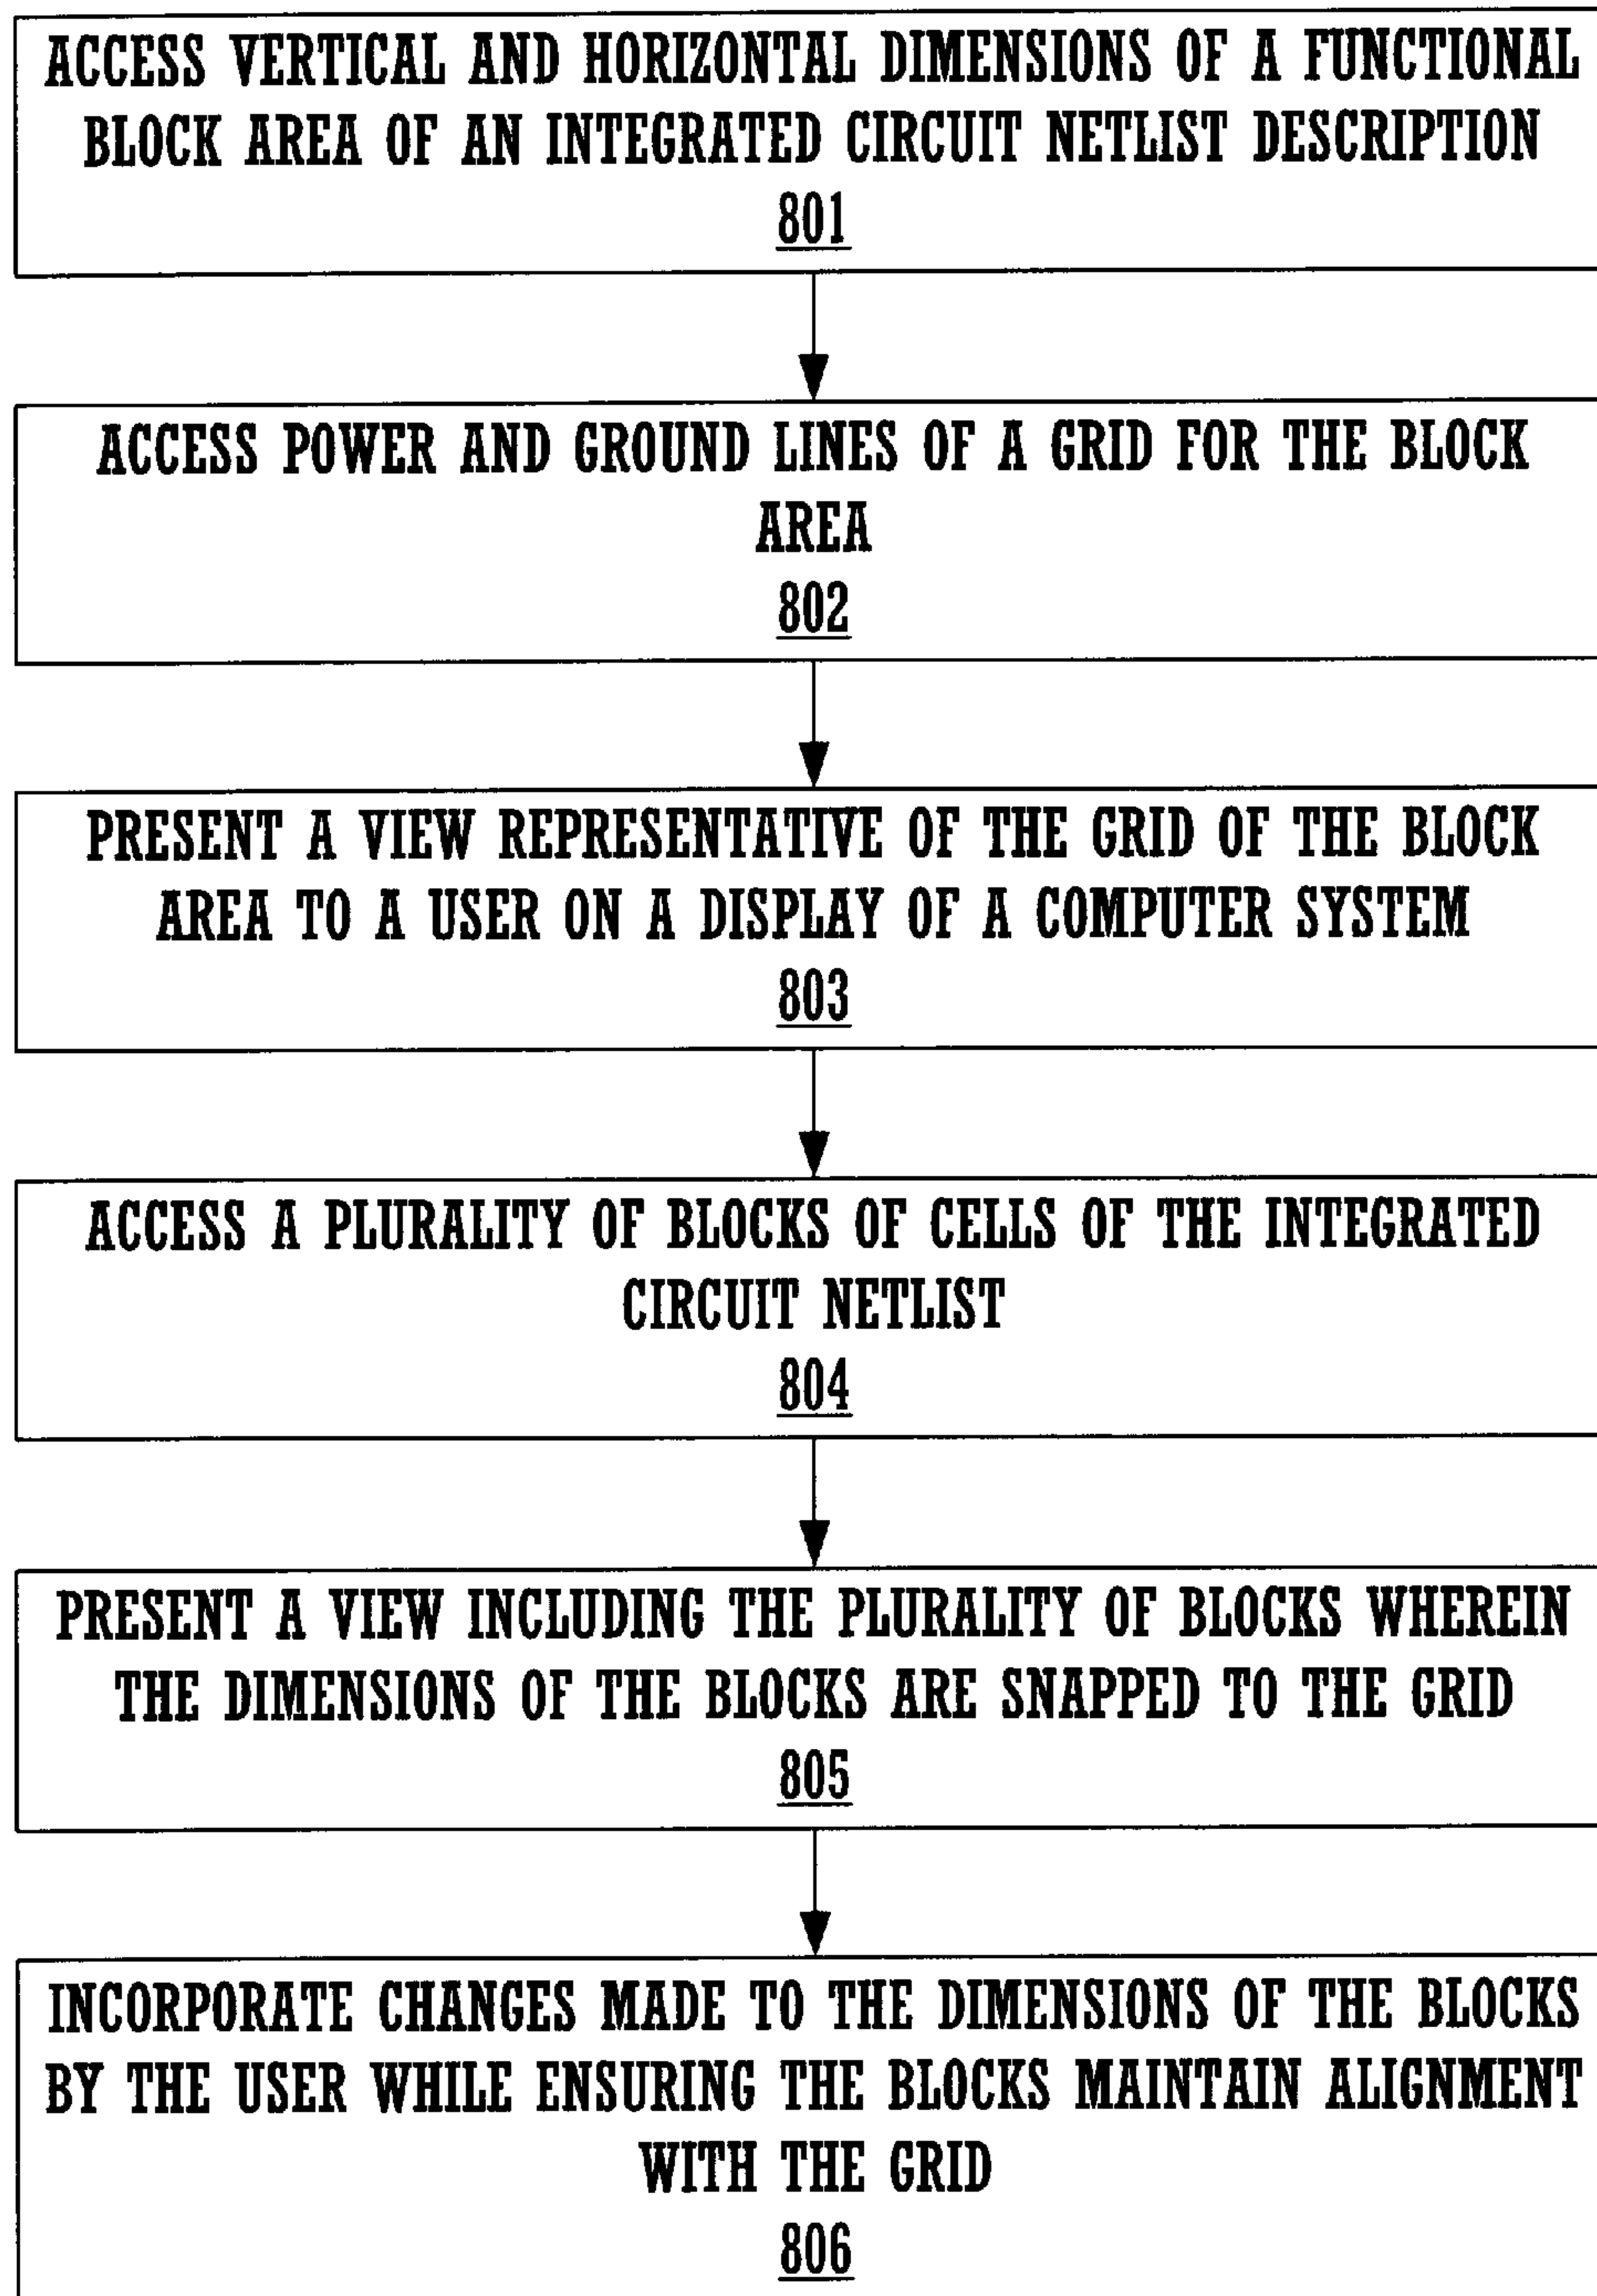 ACCESS VERTICAL AND HORIZONTAL DIMENSIONS OF A FUNCTIONAL
BLOCK AREA OF AN INTEGRATED CIRCUIT NETLIST DESCRIPTION
801
ACCESS POWER AND GROUND LINES OF A GRID FOR THE BLOCK
AREA
802
PRESENT A VIEW REPRESENTATIVE OF THE GRID OF THE BLOCK
AREA TO A USER ON A DISPLAY OF A COMPUTER SYSTEM
803
ACCESS A PLURALITY OF BLOCKS OF CELLS OF THE INTEGRATED
CIRCUIT NETLIST
804
PRESENT A VIEW INCLUDING THE PLURALITY OF BLOCKS WHEREIN
THE DIMENSIONS OF THE BLOCKS ARE SNAPPED TO THE GRID
805
INCORPORATE CHANGES MADE TO THE DIMENSIONS OF THE BLOCKS
BY THE USER WHILE ENSURING THE BLOCKS MAINTAIN ALIGNMENT
WITH THE GRID
806